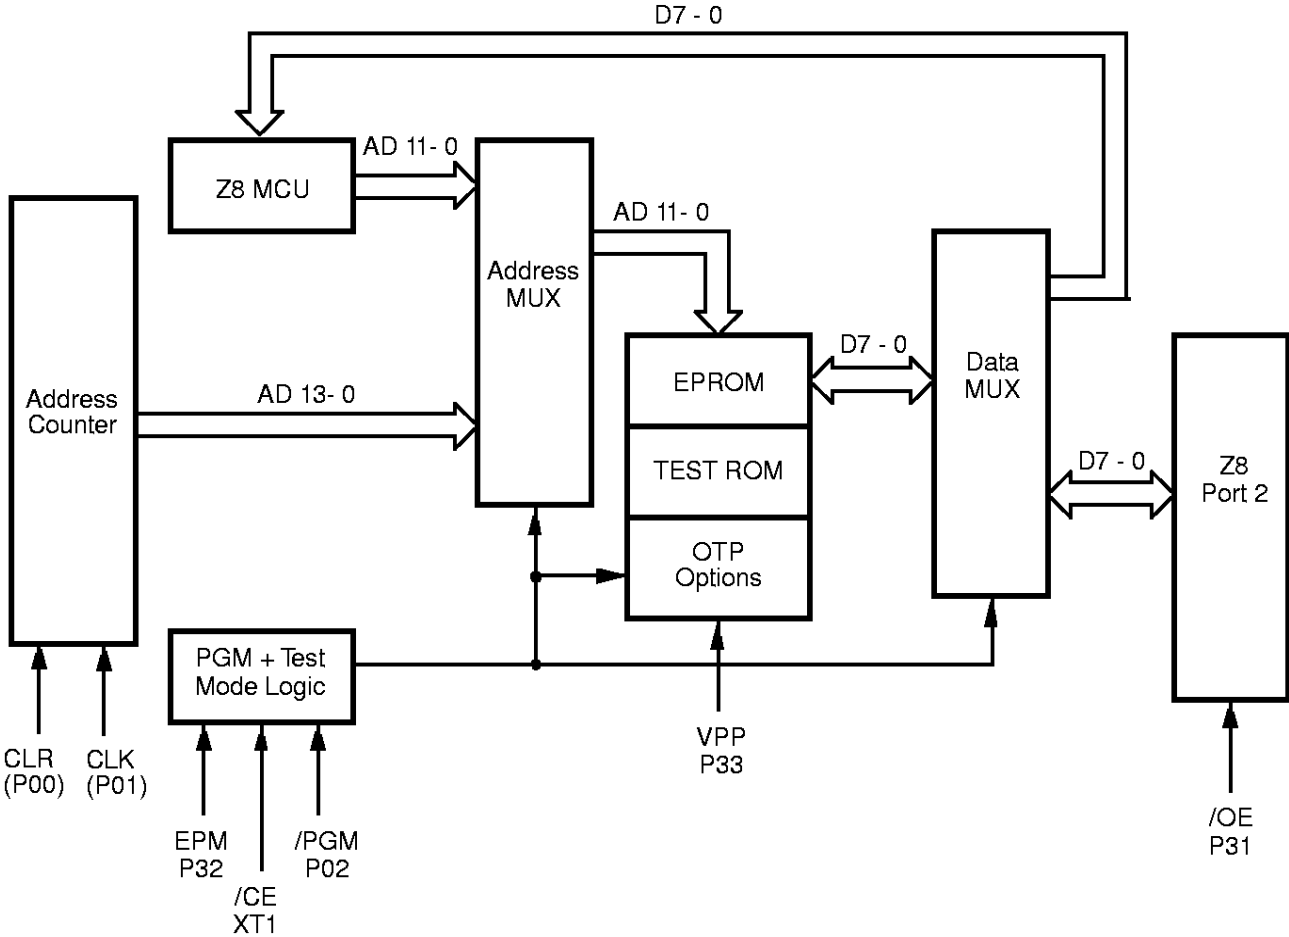 D7 - 0
Z8 MCU
AD 11- 0
Address
MUX
AD 11- 0
Address
Counter
AD 13- 0
EPROM
TEST ROM
OTP
Options
D7 - 0
Data
MUX
D7 - 0
Z8
Port 2
PGM + Test
Mode Logic
CLR
(P00)
CLK
(P01)
EPM
P32
/CE
XT1
/PGM
P02
VPP
P33
/OE
P31